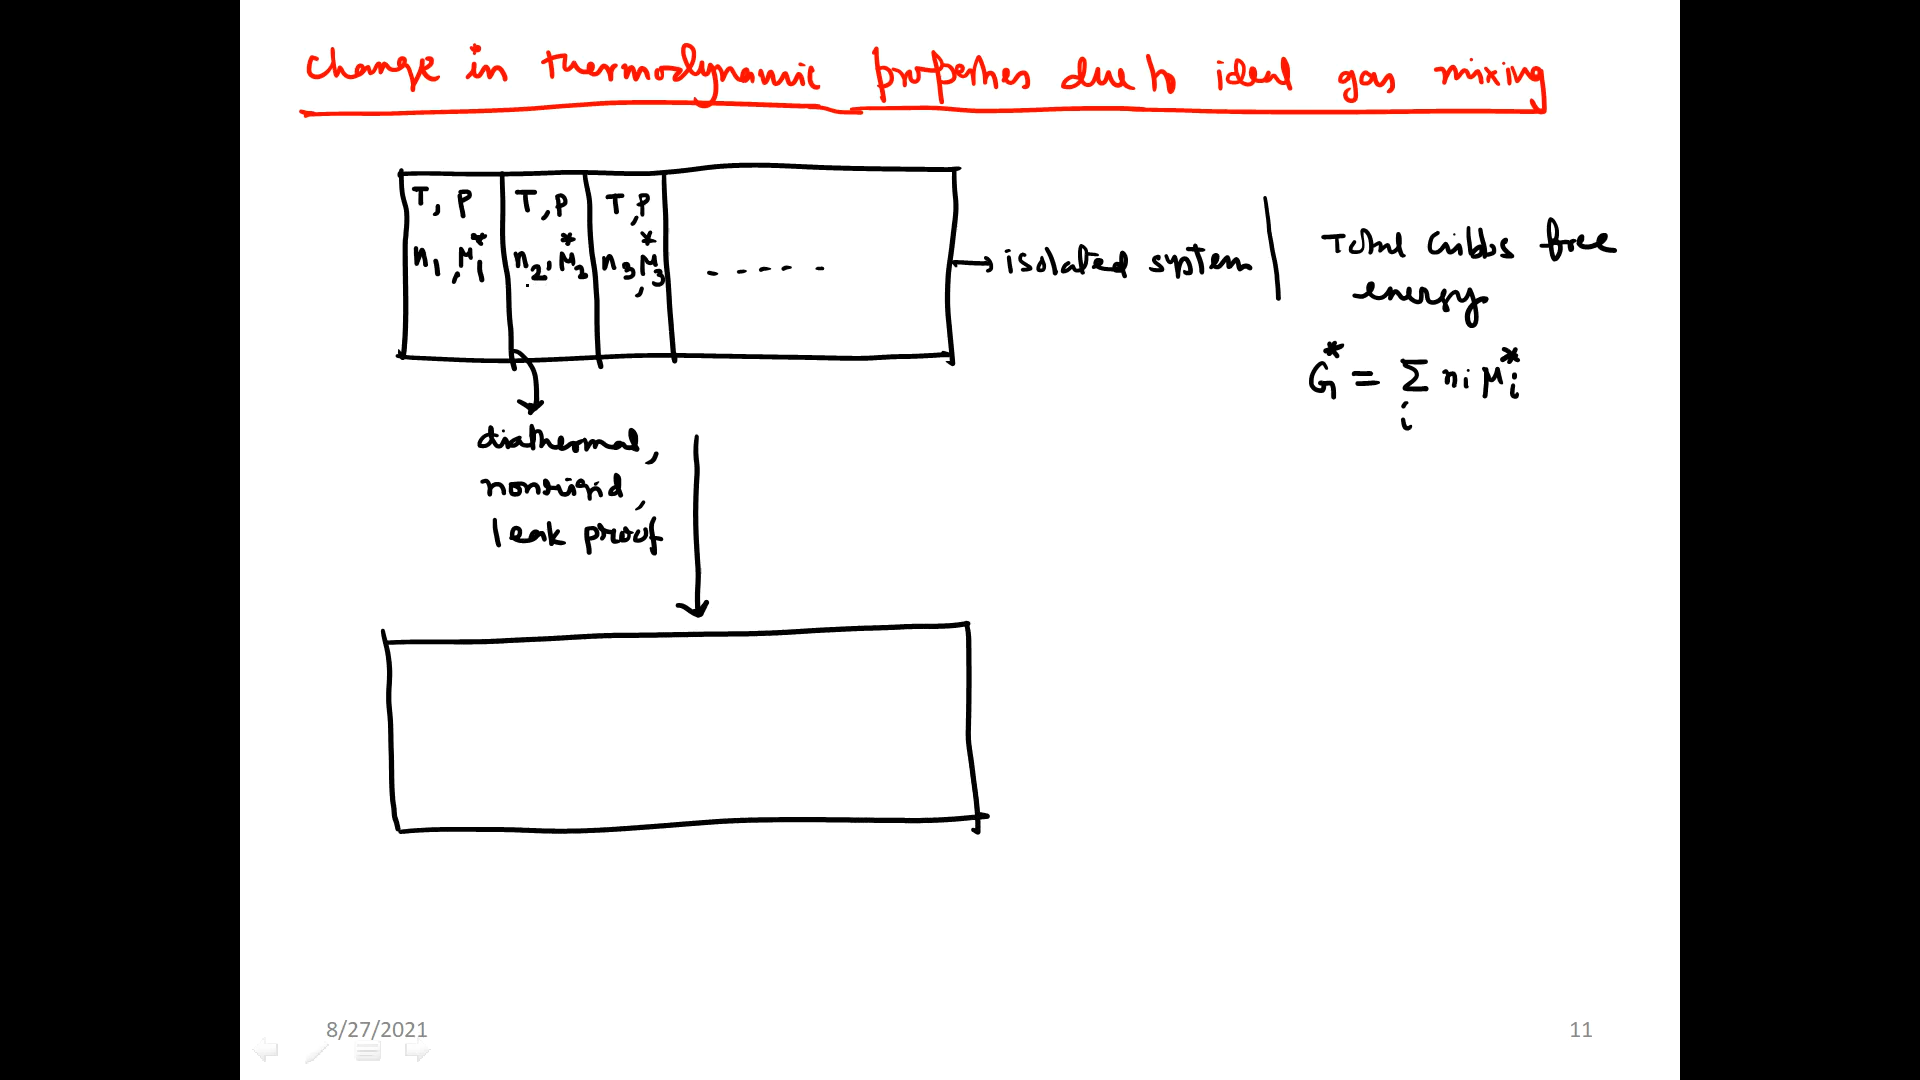 change in thermodynamic properties due to ideal gas mixing
T, P T, P T, P
n₁, μ₁* n₂, μ₂* n₃, μ₃* -----
→ isolated system
Total Gibbs free
energy
G* = Σᵢ nᵢ μᵢ*
diathermal,
nonrigid,
leak proof
8/27/2021
11